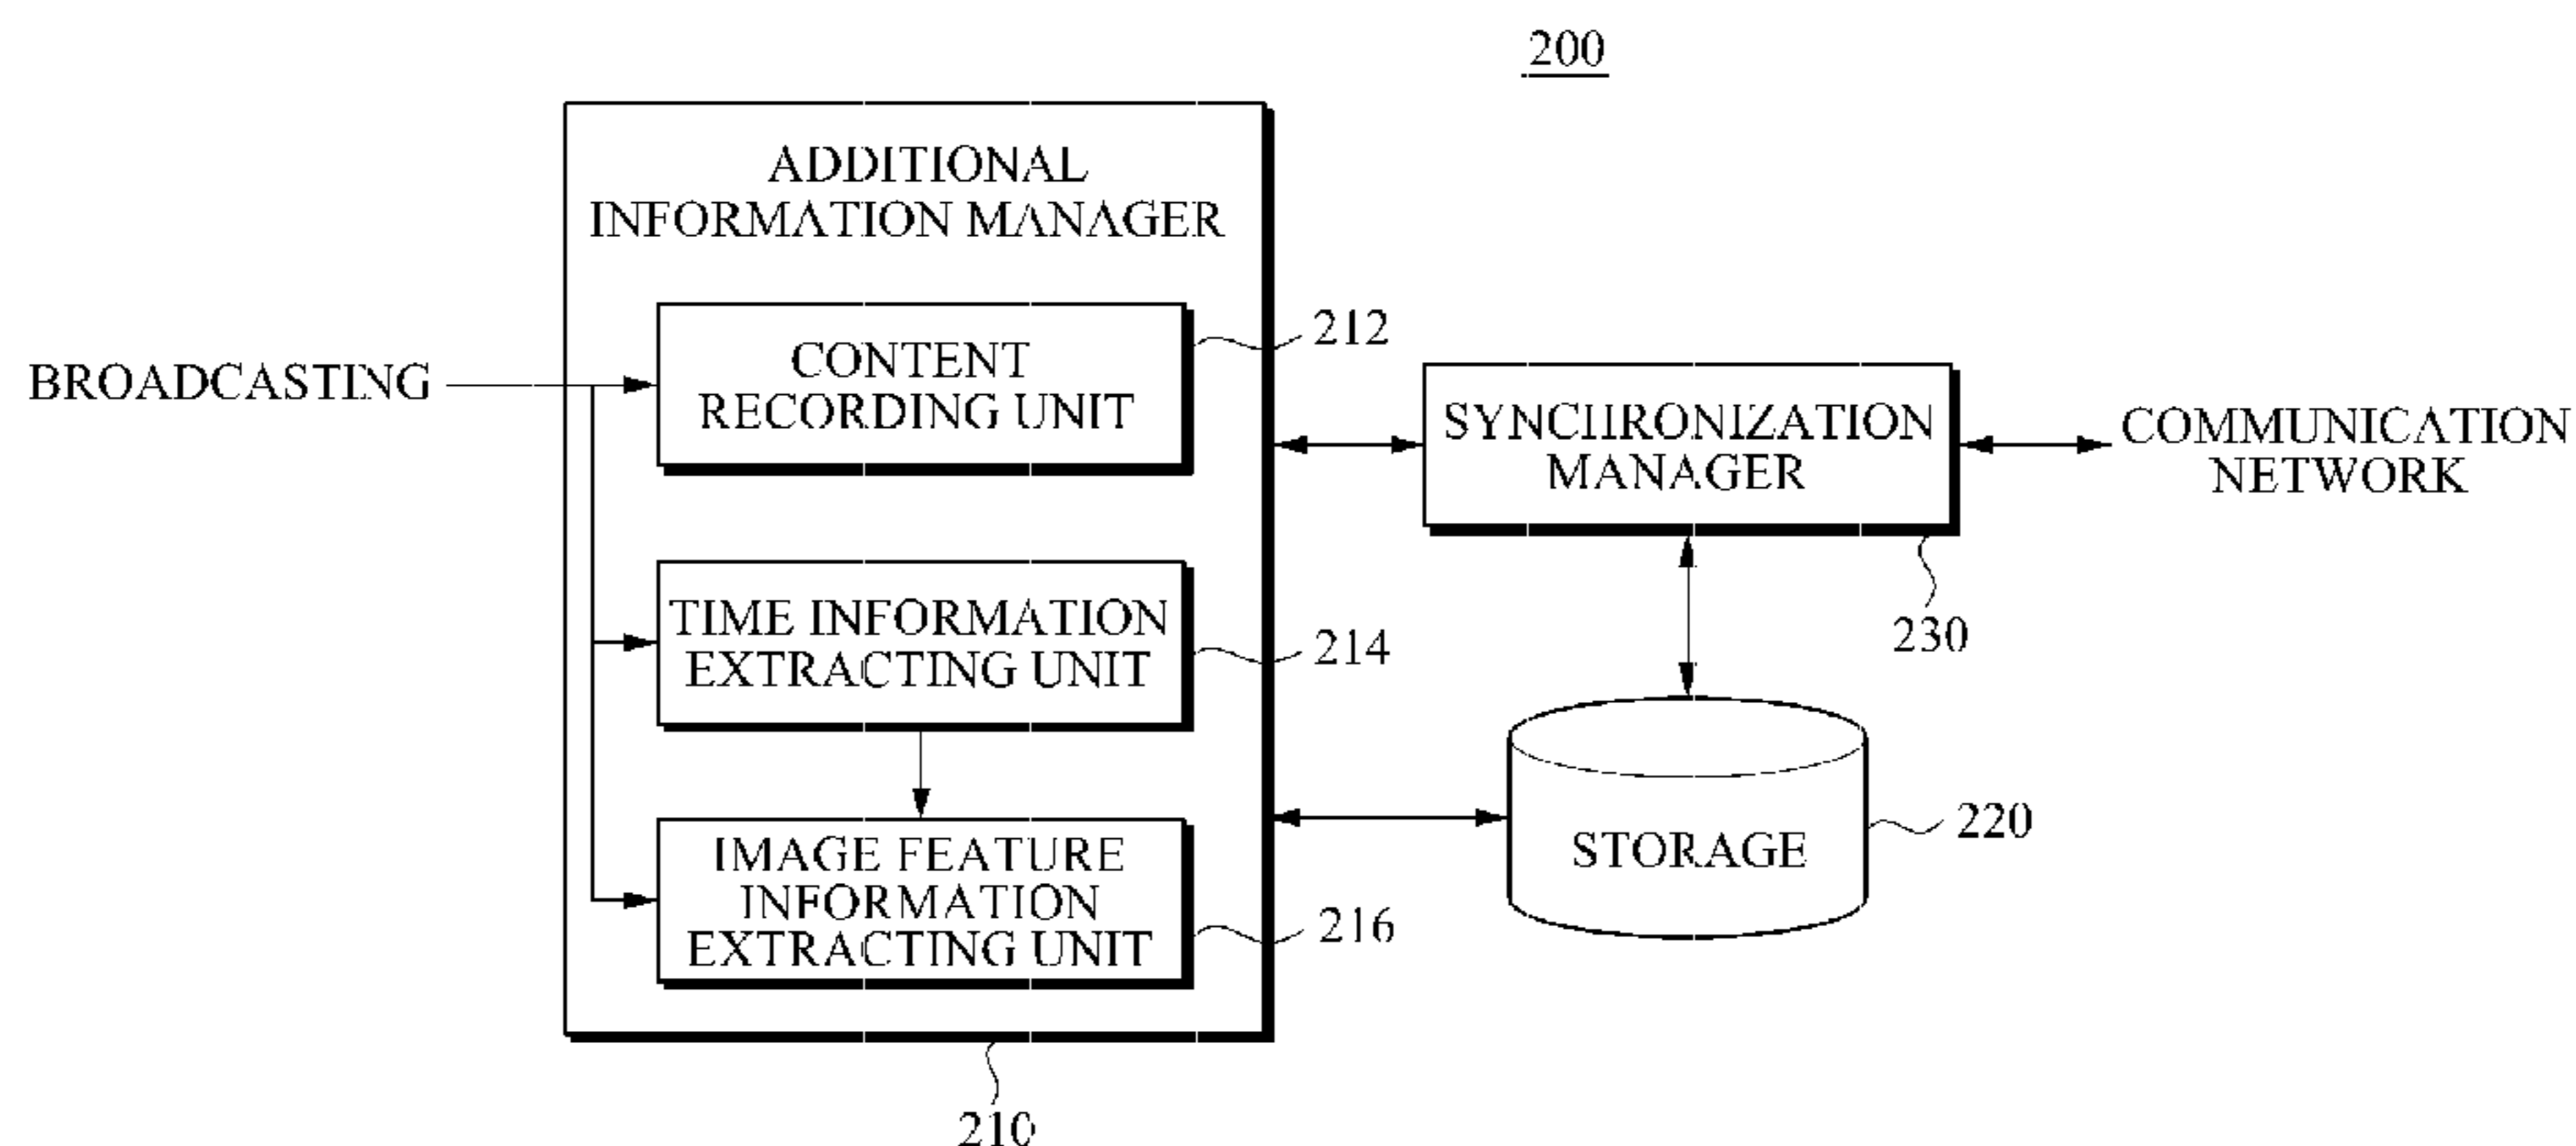 200
ADDITIONAL
INFORMATION MANAGER
BROADCASTING
CONTENT
RECORDING UNIT
212
TIME INFORMATION
EXTRACTING UNIT
214
IMAGE FEATURE
INFORMATION
EXTRACTING UNIT
216
210
SYNCHRONIZATION
MANAGER
230
COMMUNICATION
NETWORK
STORAGE
220